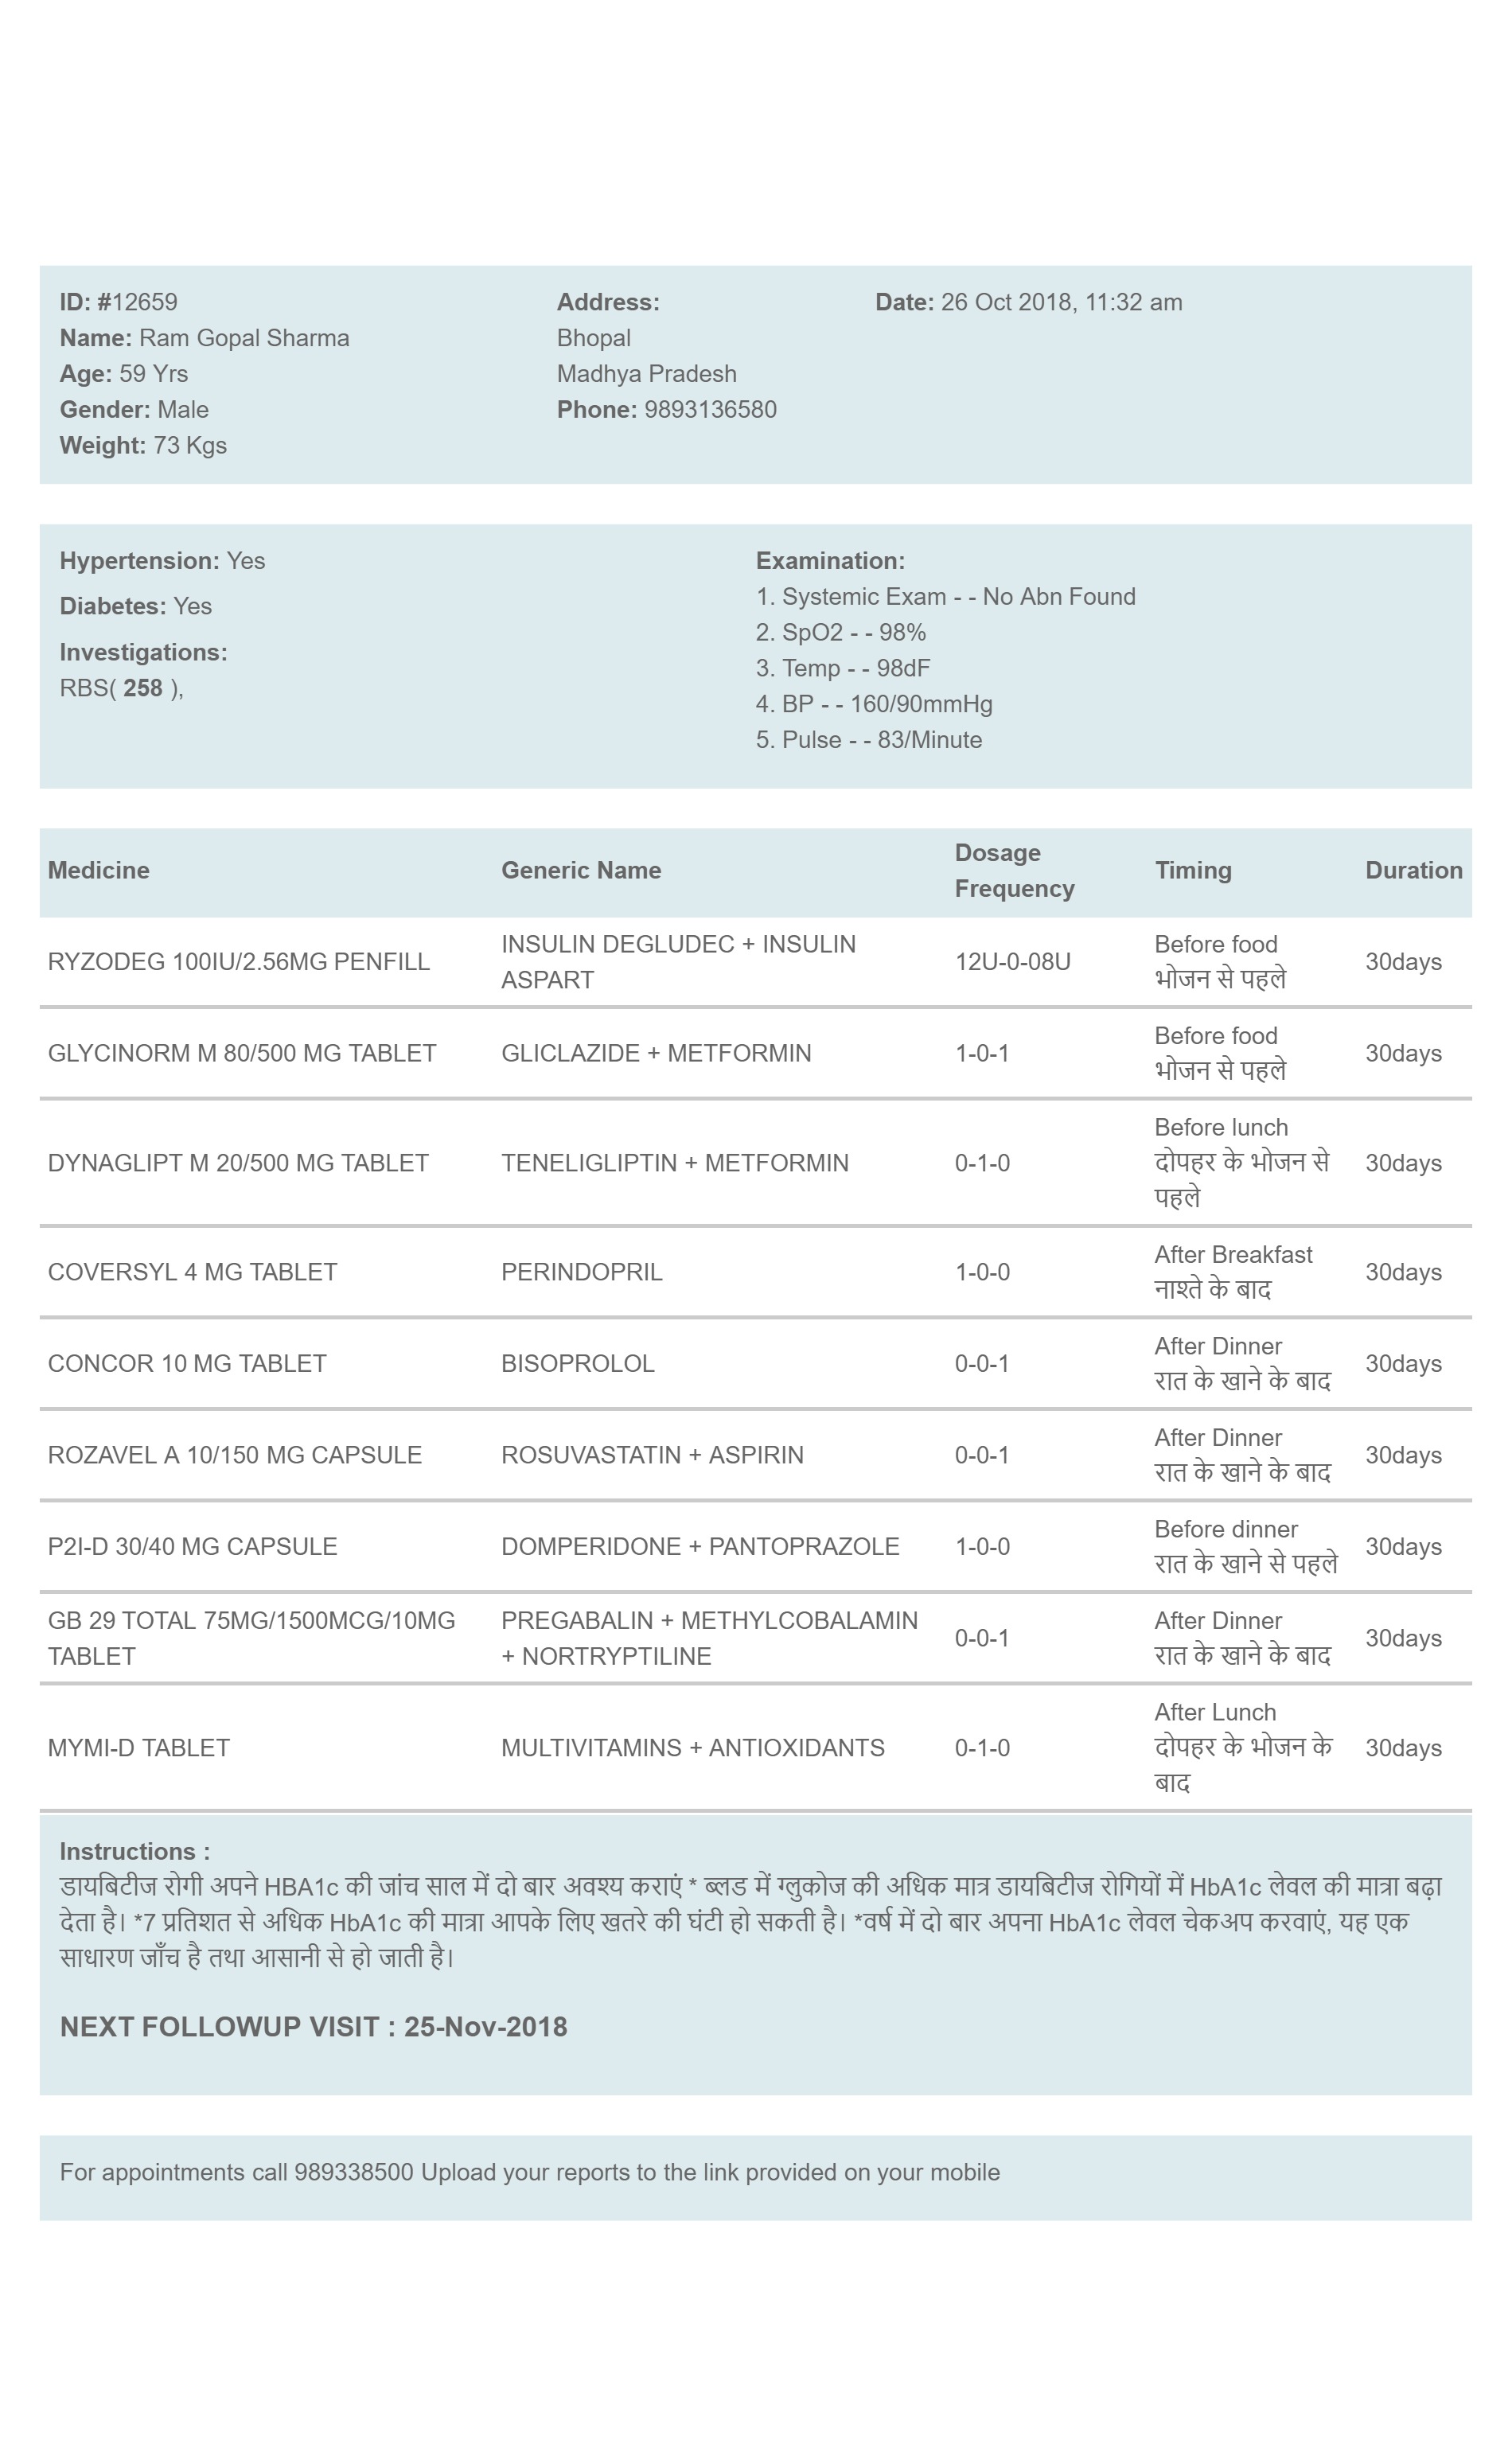 ID: #12659
Name: Ram Gopal Sharma
Age: 59 Yrs
Gender: Male
Weight: 73 Kgs
Address:
Bhopal
Madhya Pradesh
Phone: 9893136580
Date: 26 Oct 2018, 11:32 am
Hypertension: Yes
Diabetes: Yes
Investigations:
RBS( 258 ),
Examination:
1. Systemic Exam - - No Abn Found
2. SpO2 - - 98%
3. Temp - - 98dF
4. BP - - 160/90mmHg
5. Pulse - - 83/Minute
Medicine Generic Name Dosage Frequency Timing Duration
RYZODEG 100IU/2.56MG PENFILL
INSULIN DEGLUDEC + INSULIN
ASPART
12U-0-08U
Before food
भोजन से पहले
30days
GLYCINORM M 80/500 MG TABLET
GLICLAZIDE + METFORMIN
1-0-1
Before food
भोजन से पहले
30days
DYNAGLIPT M 20/500 MG TABLET
TENELIGLIPTIN + METFORMIN
0-1-0
Before lunch
दोपहर के भोजन से
पहले
30days
COVERSYL 4 MG TABLET
PERINDOPRIL
1-0-0
After Breakfast
नाश्ते के बाद
30days
CONCOR 10 MG TABLET
BISOPROLOL
0-0-1
After Dinner
रात के खाने के बाद
30days
ROZAVEL A 10/150 MG CAPSULE
ROSUVASTATIN + ASPIRIN
0-0-1
After Dinner
रात के खाने के बाद
30days
P2I-D 30/40 MG CAPSULE
DOMPERIDONE + PANTOPRAZOLE
1-0-0
Before dinner
रात के खाने से पहले
30days
GB 29 TOTAL 75MG/1500MCG/10MG
TABLET
PREGABALIN + METHYLCOBALAMIN
+ NORTRYPTILINE
0-0-1
After Dinner
रात के खाने के बाद
30days
MYMI-D TABLET
MULTIVITAMINS + ANTIOXIDANTS
0-1-0
After Lunch
दोपहर के भोजन के
बाद
30days
Instructions :
डायबिटीज रोगी अपने HBA1c की जांच साल में दो बार अवश्य कराएं * ब्लड में ग्लुकोज की अधिक मात्र डायबिटीज रोगियों में HbA1c लेवल की मात्रा बढ़ा
देता है। *7 प्रतिशत से अधिक HbA1c की मात्रा आपके लिए खतरे की घंटी हो सकती है। *वर्ष में दो बार अपना HbA1c लेवल चेकअप करवाएं, यह एक
साधारण जाँच है तथा आसानी से हो जाती है।
NEXT FOLLOWUP VISIT : 25-Nov-2018
For appointments call 989338500 Upload your reports to the link provided on your mobile